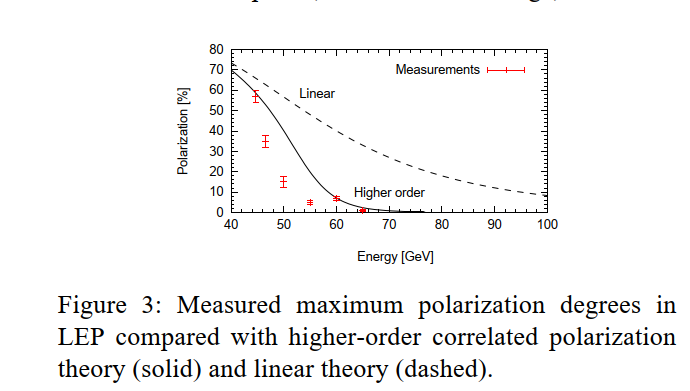 80
70
60
50
40
30
20
10
0
Polarization [%]
Measurements
Linear
Higher order
40 50 60 70 80 90 100
Energy [GeV]
Figure 3: Measured maximum polarization degrees in
LEP compared with higher-order correlated polarization
theory (solid) and linear theory (dashed).